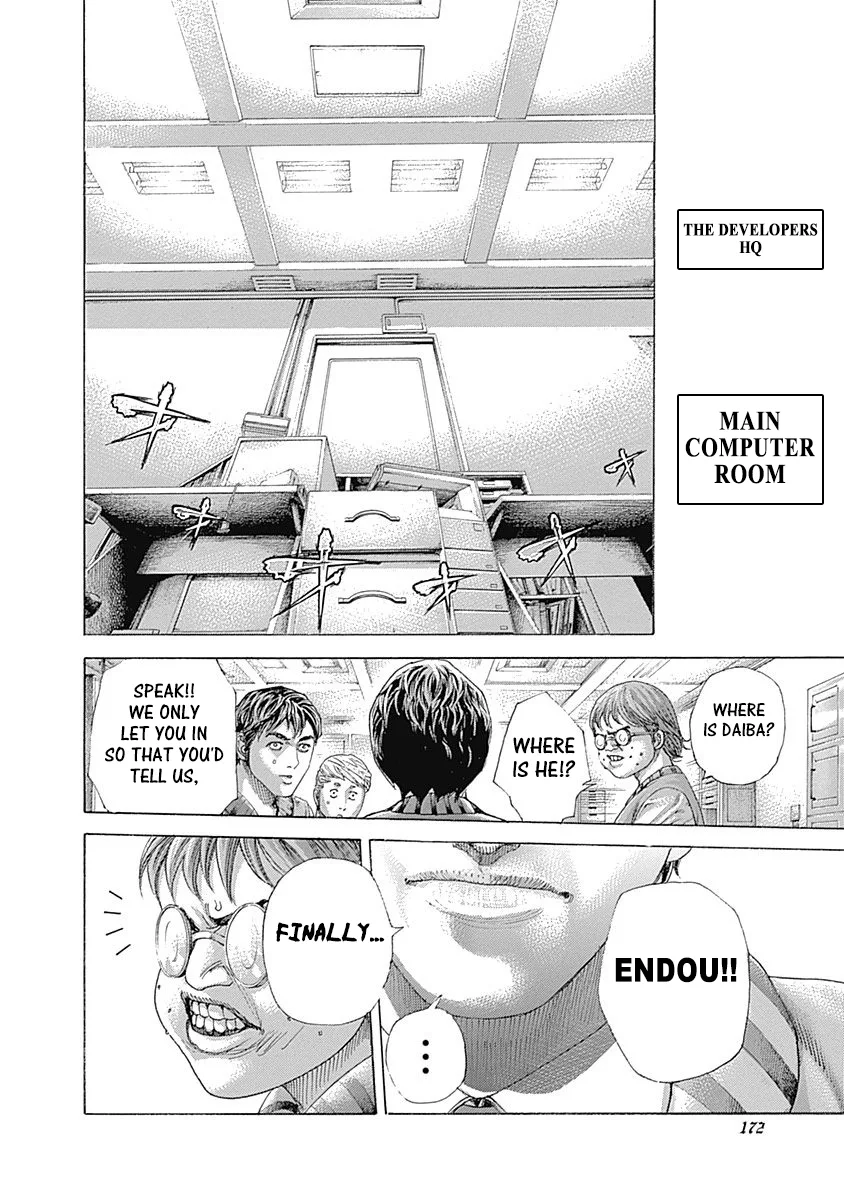 THE DEVELOPERS
HQ
MAIN
COMPUTER
ROOM
WHERE
IS DAIBA?
WHERE
IS HE!?
SPEAK!!
WE ONLY
LET YOU IN
SO THAT YOU'D
TELL US,
ENDOU!!
...
FINALLY...
172